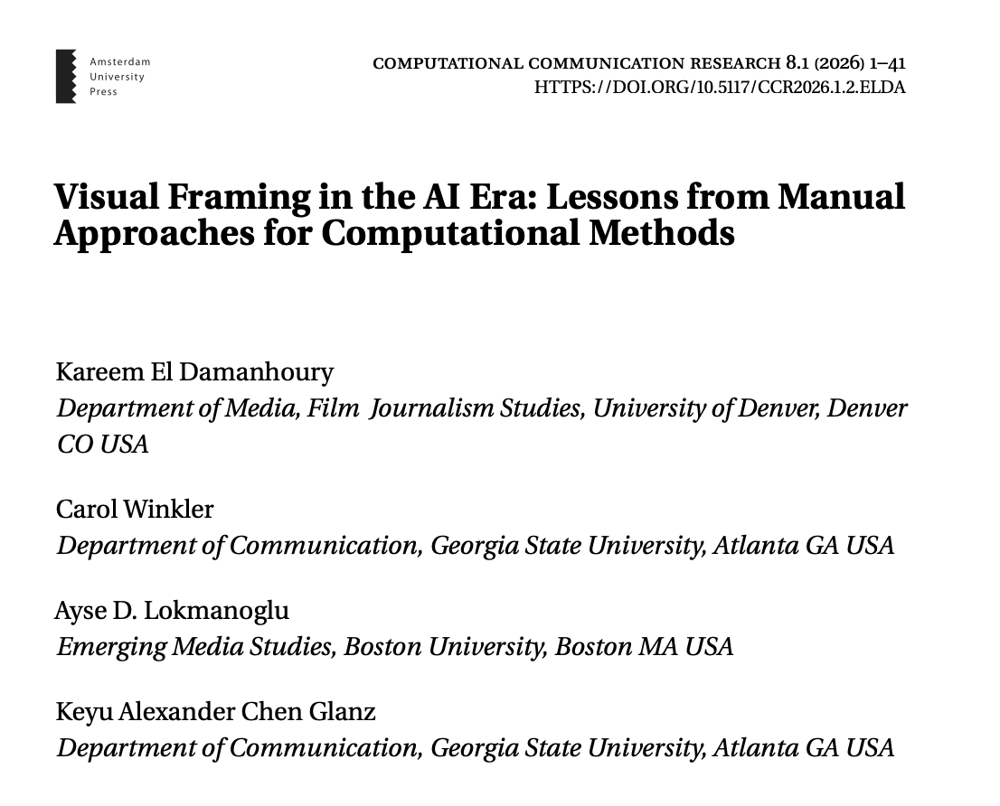 Amsterdam
University
Press
COMPUTATIONAL COMMUNICATION RESEARCH 8.1 (2026) 1–41
HTTPS://DOI.ORG/10.5117/CCR2026.1.2.ELDA
Visual Framing in the AI Era: Lessons from Manual
Approaches for Computational Methods
Kareem El Damanhoury
Department of Media, Film Journalism Studies, University of Denver, Denver
CO USA
Carol Winkler
Department of Communication, Georgia State University, Atlanta GA USA
Ayse D. Lokmanoglu
Emerging Media Studies, Boston University, Boston MA USA
Keyu Alexander Chen Glanz
Department of Communication, Georgia State University, Atlanta GA USA